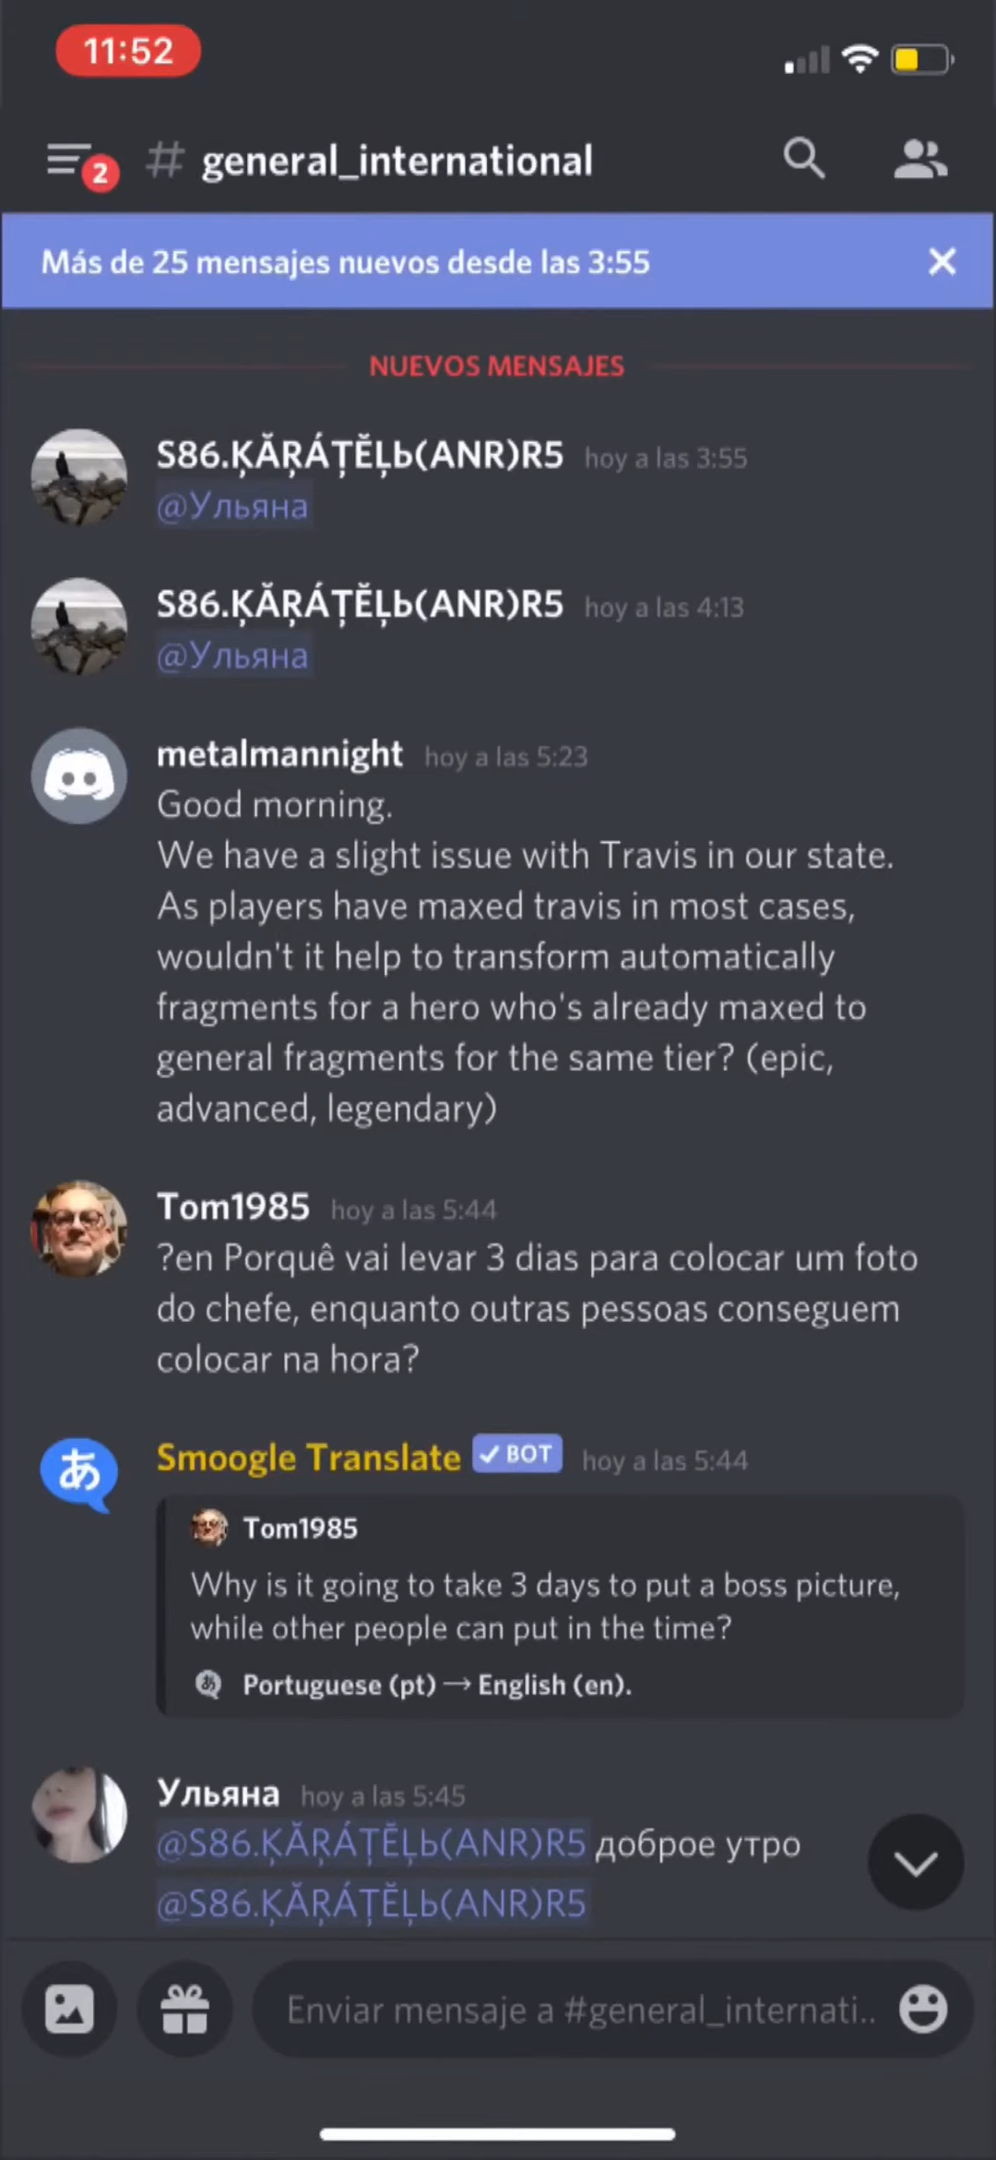 11:52
2
# general_international
Más de 25 mensajes nuevos desde las 3:55
NUEVOS MENSAJES
S86.ĶĂŖÁŢĔĻЬ(ANR)R5 hoy a las 3:55
@Ульяна
S86.ĶĂŖÁŢĔĻЬ(ANR)R5 hoy a las 4:13
@Ульяна
metalmannight hoy a las 5:23
Good morning.
We have a slight issue with Travis in our state.
As players have maxed travis in most cases,
wouldn't it help to transform automatically
fragments for a hero who's already maxed to
general fragments for the same tier? (epic,
advanced, legendary)
Tom1985 hoy a las 5:44
?en Porquê vai levar 3 dias para colocar um foto
do chefe, enquanto outras pessoas conseguem
colocar na hora?
あ
Smoogle Translate ✓ BOT hoy a las 5:44
Tom1985
Why is it going to take 3 days to put a boss picture,
while other people can put in the time?
Portuguese (pt) → English (en).
Ульяна hoy a las 5:45
@S86.ĶĂŖÁŢĔĻЬ(ANR)R5 доброе утро
@S86.ĶĂŖÁŢĔĻЬ(ANR)R5
Enviar mensaje a #general_internati..